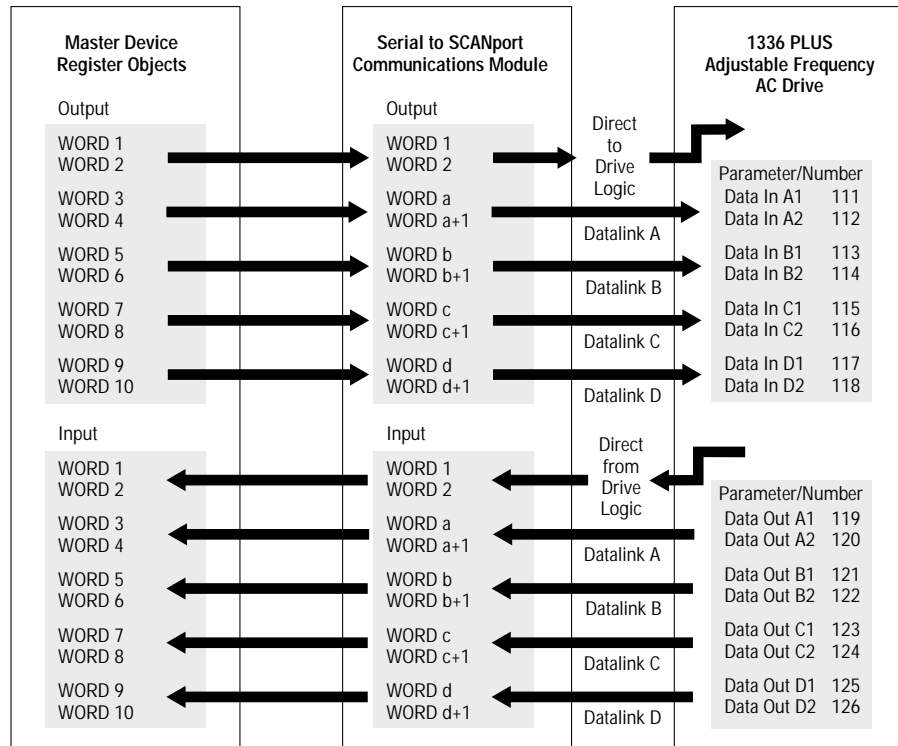 Master Device
Register Objects
Serial to SCANport
Communications Module
1336 PLUS
Adjustable Frequency
AC Drive
Output
WORD 1
WORD 2
WORD 3
WORD 4
WORD 5
WORD 6
WORD 7
WORD 8
WORD 9
WORD 10
Output
WORD 1
WORD 2
WORD a
WORD a+1
WORD b
WORD b+1
WORD c
WORD c+1
WORD d
WORD d+1
Direct
to
Drive
Logic
Datalink A
Datalink B
Datalink C
Datalink D
Parameter/Number
Data In A1 111
Data In A2 112
Data In B1 113
Data In B2 114
Data In C1 115
Data In C2 116
Data In D1 117
Data In D2 118
Input
WORD 1
WORD 2
WORD 3
WORD 4
WORD 5
WORD 6
WORD 7
WORD 8
WORD 9
WORD 10
Input
WORD 1
WORD 2
WORD a
WORD a+1
WORD b
WORD b+1
WORD c
WORD c+1
WORD d
WORD d+1
Direct
from
Drive
Logic
Datalink A
Datalink B
Datalink C
Datalink D
Parameter/Number
Data Out A1 119
Data Out A2 120
Data Out B1 121
Data Out B2 122
Data Out C1 123
Data Out C2 124
Data Out D1 125
Data Out D2 126